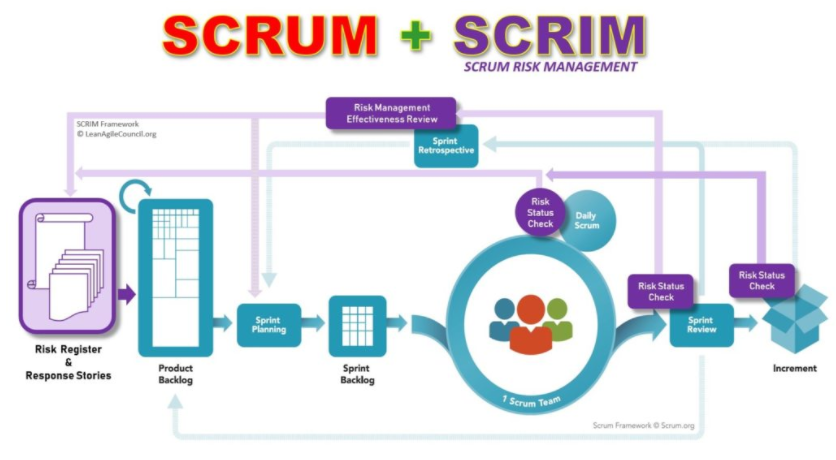 SCRUM + SCRIM
SCRUM RISK MANAGEMENT
SCRIM Framework
© LeanAgileCouncil.org
Risk Management
Effectiveness Review
Sprint
Retrospective
Risk
Status
Check
Daily
Scrum
Risk Status
Check
Risk Status
Check
Sprint
Planning
Sprint
Review
Risk Register
&
Response Stories
Product
Backlog
Sprint
Backlog
1 Scrum Team
Increment
Scrum Framework © Scrum.org